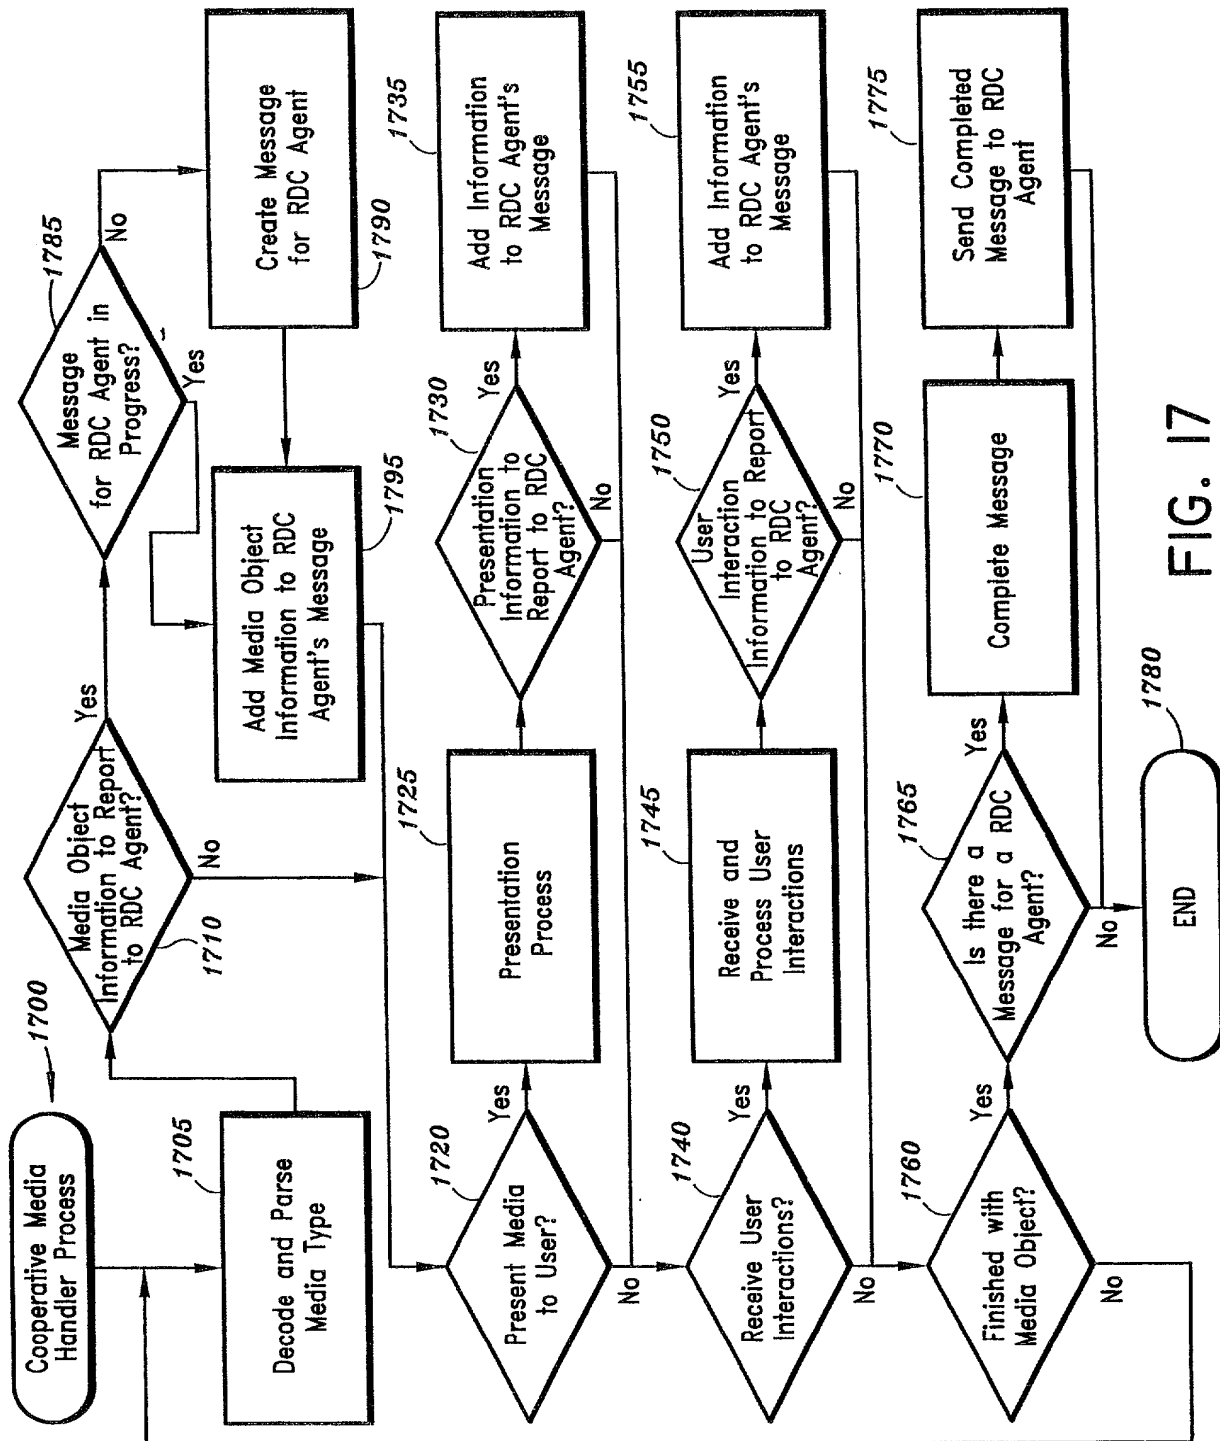 Cooperative Media
Handler Process
1700
Decode and Parse
Media Type
1705
Media Object
Information to Report
to RDC Agent?
1710
Yes
No
Message
for RDC Agent in
Progress?
1785
Yes
No
Create Message
for RDC Agent
1790
Add Media Object
Information to RDC
Agent's Message
1795
Present Media
to User?
1720
Yes
No
Presentation
Process
1725
Presentation
Information to
Report to RDC
Agent?
1730
Yes
No
Add Information
to RDC Agent's
Message
1735
Receive User
Interactions?
1740
Yes
No
Receive and
Process User
Interactions
1745
User
Interaction
Information to Report
to RDC
Agent?
1750
Yes
No
Add Information
to RDC Agent's
Message
1755
Finished with
Media Object?
1760
Yes
No
Is there a
Message for a RDC
Agent?
1765
Yes
No
Complete Message
1770
Send Completed
Message to RDC
Agent
1775
END
1780
FIG. 17